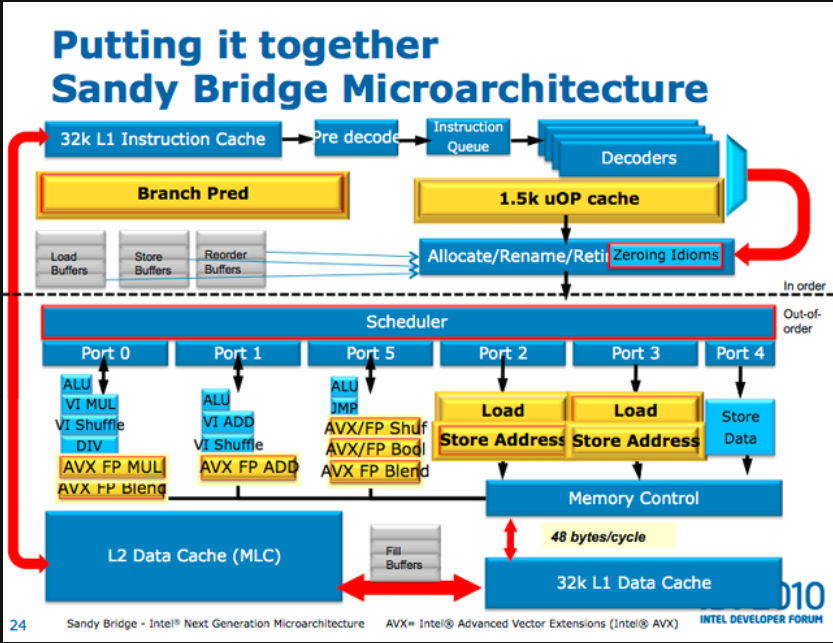 Putting it together
Sandy Bridge Microarchitecture
32k L1 Instruction Cache
Pre decode
Instruction
Queue
Decoders
Branch Pred
1.5k uOP cache
Load
Buffers
Store
Buffers
Reorder
Buffers
Allocate/Rename/Reti
Zeroing Idioms
In order
Out-of-
order
Scheduler
Port 0
Port 1
Port 5
Port 2
Port 3
Port 4
ALU
VI MUL
VI Shuffle
DIV
AVX FP MUL
AVX FP Blend
ALU
VI ADD
VI Shuffle
AVX FP ADD
ALU
JMP
AVX/FP Shuf
AVX/FP Bool
AVX FP Blend
Load
Store Address
Load
Store Address
Store
Data
Memory Control
48 bytes/cycle
L2 Data Cache (MLC)
Fill
Buffers
32k L1 Data Cache
24
Sandy Bridge - Intel® Next Generation Microarchitecture
AVX= Intel® Advanced Vector Extensions (Intel® AVX)
INTEL DEVELOPER FORUM